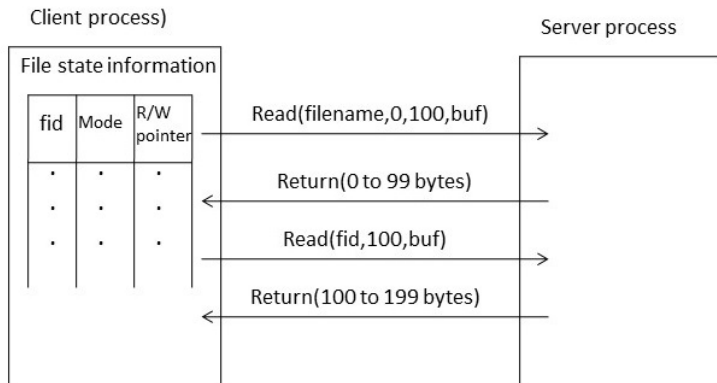 Client process)
Server process
File state information
fid
Mode
R/W
pointer
Read(filename,0,100,buf)
Return(0 to 99 bytes)
Read(fid,100,buf)
Return(100 to 199 bytes)